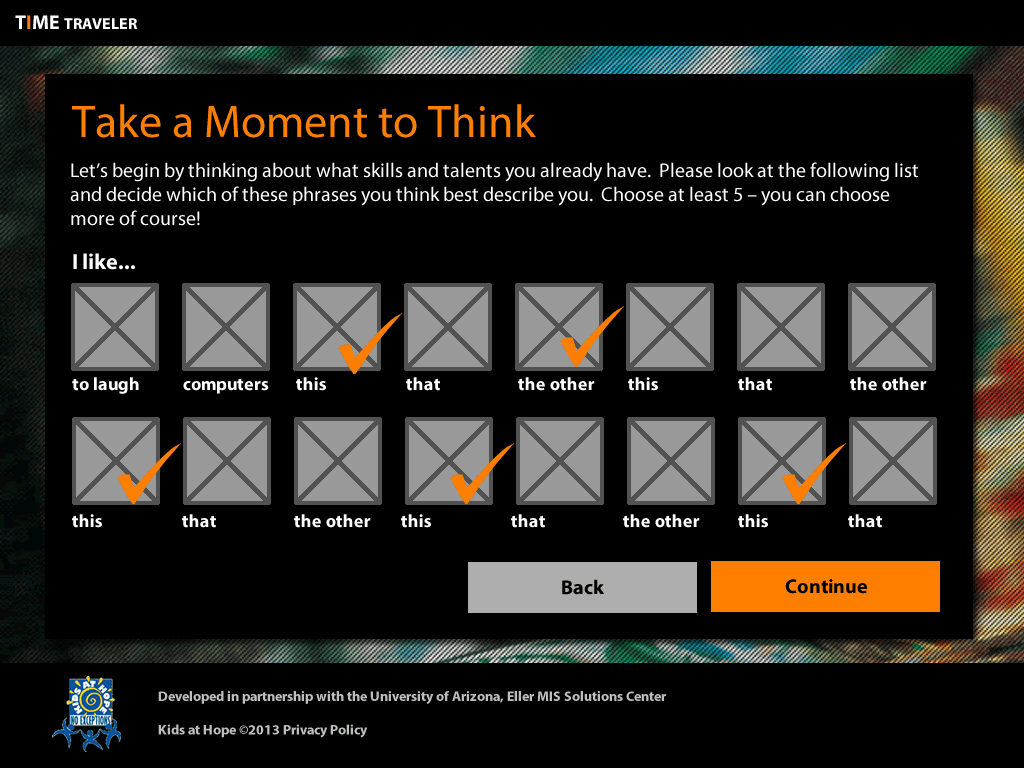 TIME TRAVELER
Take a Moment to Think
Let's begin by thinking about what skills and talents you already have.  Please look at the following list
and decide which of these phrases you think best describe you.  Choose at least 5 – you can choose
more of course!
I like...
to laugh computers this that the other this that the other
this that the other this that the other this that
Back Continue
KIDS AT HOPE
NO EXCEPTIONS
Developed in partnership with the University of Arizona, Eller MIS Solutions Center
Kids at Hope ©2013 Privacy Policy